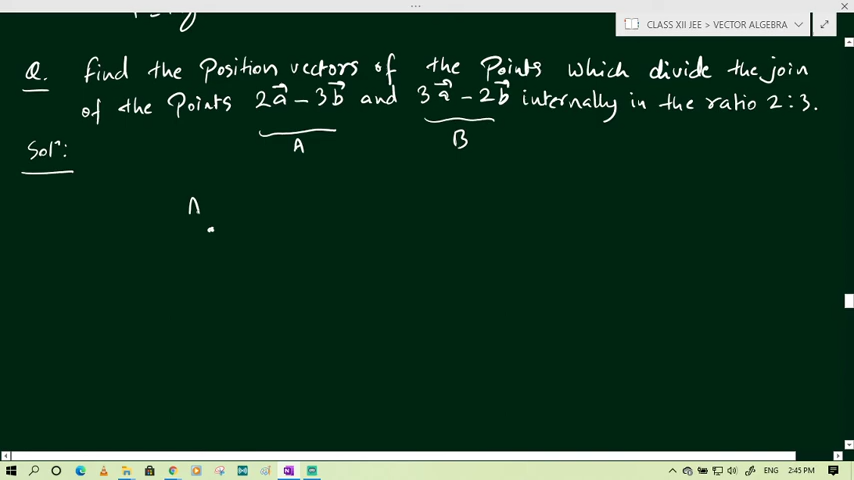 CLASS XII JEE > VECTOR ALGEBRA
Q. Find the Position vectors of the Points which divide the join
of the Points 2a⃗ - 3b⃗ and 3a⃗ - 2b⃗ internally in the ratio 2:3.
A B
Solⁿ:
A
ENG 2:45 PM